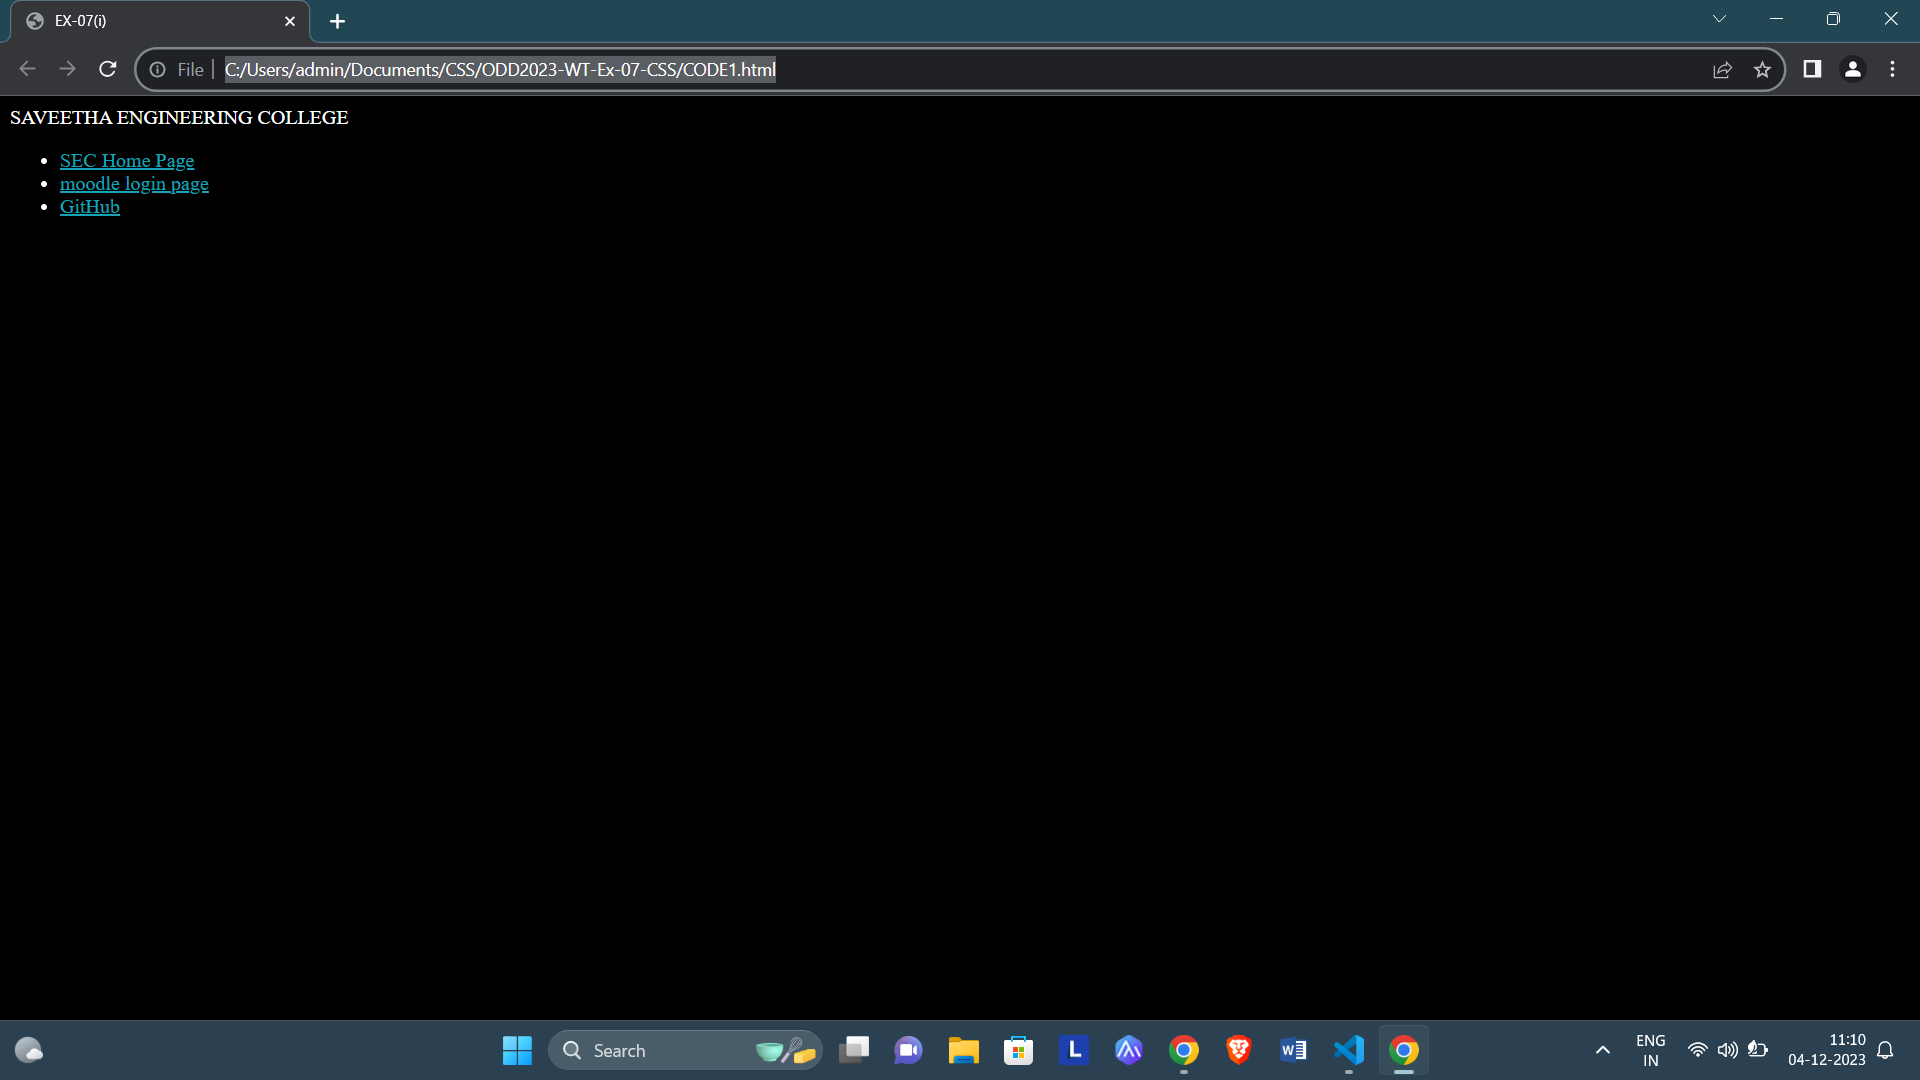 EX-07(i)
File
C:/Users/admin/Documents/CSS/ODD2023-WT-Ex-07-CSS/CODE1.html
SAVEETHA ENGINEERING COLLEGE
SEC Home Page
moodle login page
GitHub
Search
L
W
ENG
IN
11:10
04-12-2023